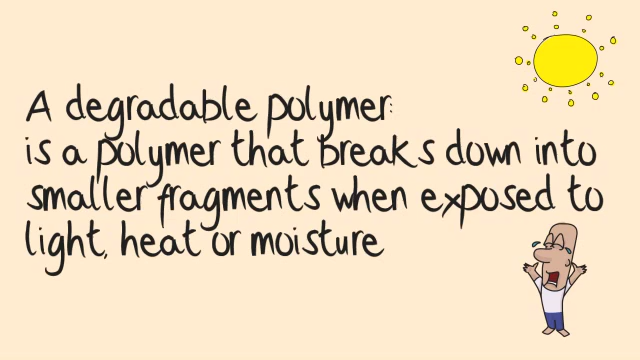 A degradable polymer:
is a polymer that breaks down into
smaller fragments when exposed to
light, heat or moisture